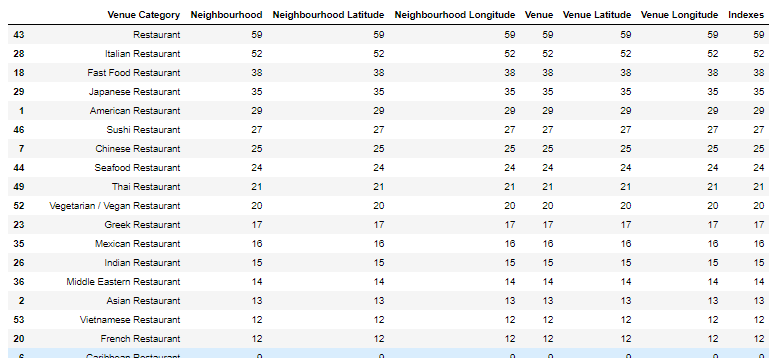 Venue Category Neighbourhood Neighbourhood Latitude Neighbourhood Longitude Venue Venue Latitude Venue Longitude Indexes
43 Restaurant 59 59 59 59 59 59 59
28 Italian Restaurant 52 52 52 52 52 52 52
18 Fast Food Restaurant 38 38 38 38 38 38 38
29 Japanese Restaurant 35 35 35 35 35 35 35
1 American Restaurant 29 29 29 29 29 29 29
46 Sushi Restaurant 27 27 27 27 27 27 27
7 Chinese Restaurant 25 25 25 25 25 25 25
44 Seafood Restaurant 24 24 24 24 24 24 24
49 Thai Restaurant 21 21 21 21 21 21 21
52 Vegetarian / Vegan Restaurant 20 20 20 20 20 20 20
23 Greek Restaurant 17 17 17 17 17 17 17
35 Mexican Restaurant 16 16 16 16 16 16 16
26 Indian Restaurant 15 15 15 15 15 15 15
36 Middle Eastern Restaurant 14 14 14 14 14 14 14
2 Asian Restaurant 13 13 13 13 13 13 13
53 Vietnamese Restaurant 12 12 12 12 12 12 12
20 French Restaurant 12 12 12 12 12 12 12
Caribbean Restaurant